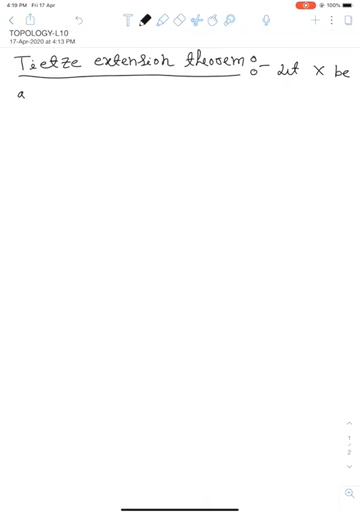 4:19 PM Fri 17 Apr
TOPOLOGY-L10
17-Apr-2020 at 4:13 PM
Tietze extension theorem :- Let X be
a
1
/
2